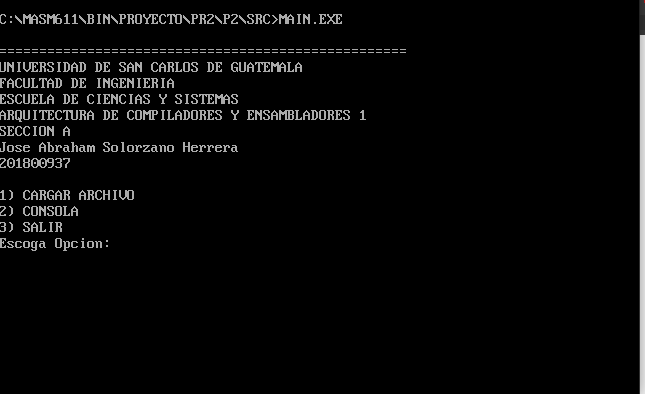 C:\MASM611\BIN\PROYECTO\PR2\P2\SRC>MAIN.EXE
====================================================
UNIVERSIDAD DE SAN CARLOS DE GUATEMALA
FACULTAD DE INGENIERIA
ESCUELA DE CIENCIAS Y SISTEMAS
ARQUITECTURA DE COMPILADORES Y ENSAMBLADORES 1
SECCION A
Jose Abraham Solorzano Herrera
201800937
1) CARGAR ARCHIVO
2) CONSOLA
3) SALIR
Escoga Opcion: